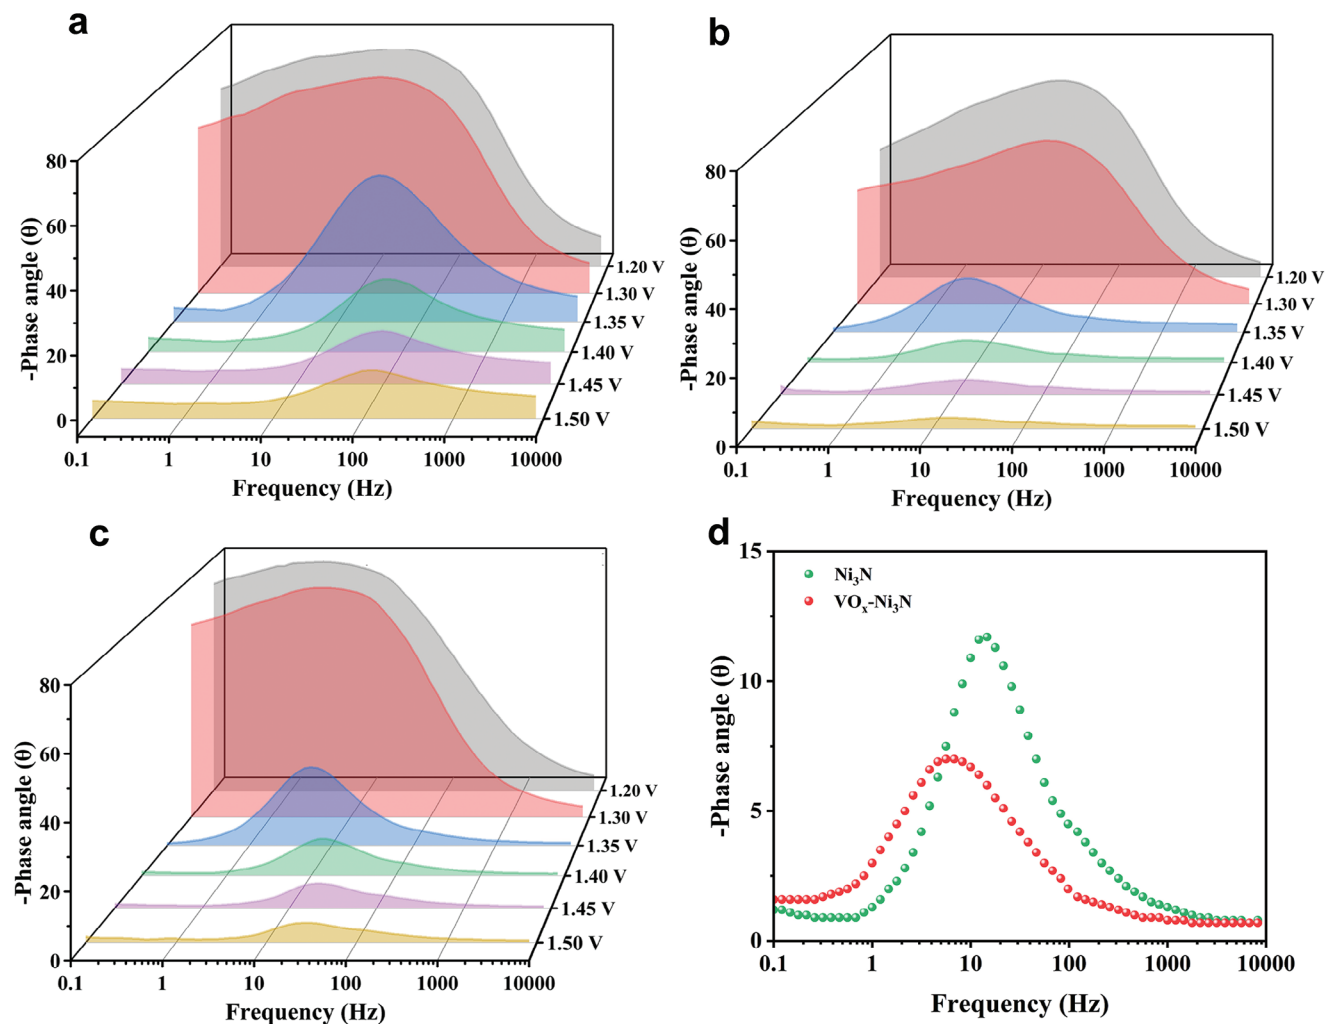 a
80
60
40
20
0
-Phase angle (θ)
0.1 1 10 100 1000 10000
Frequency (Hz)
1.20 V
1.30 V
1.35 V
1.40 V
1.45 V
1.50 V
b
80
60
40
20
0
-Phase angle (θ)
0.1 1 10 100 1000 10000
Frequency (Hz)
1.20 V
1.30 V
1.35 V
1.40 V
1.45 V
1.50 V
c
80
60
40
20
0
-Phase angle (θ)
0.1 1 10 100 1000 10000
Frequency (Hz)
1.20 V
1.30 V
1.35 V
1.40 V
1.45 V
1.50 V
d
15
10
5
0
-Phase angle (θ)
Ni₃N
VOₓ-Ni₃N
0.1 1 10 100 1000 10000
Frequency (Hz)